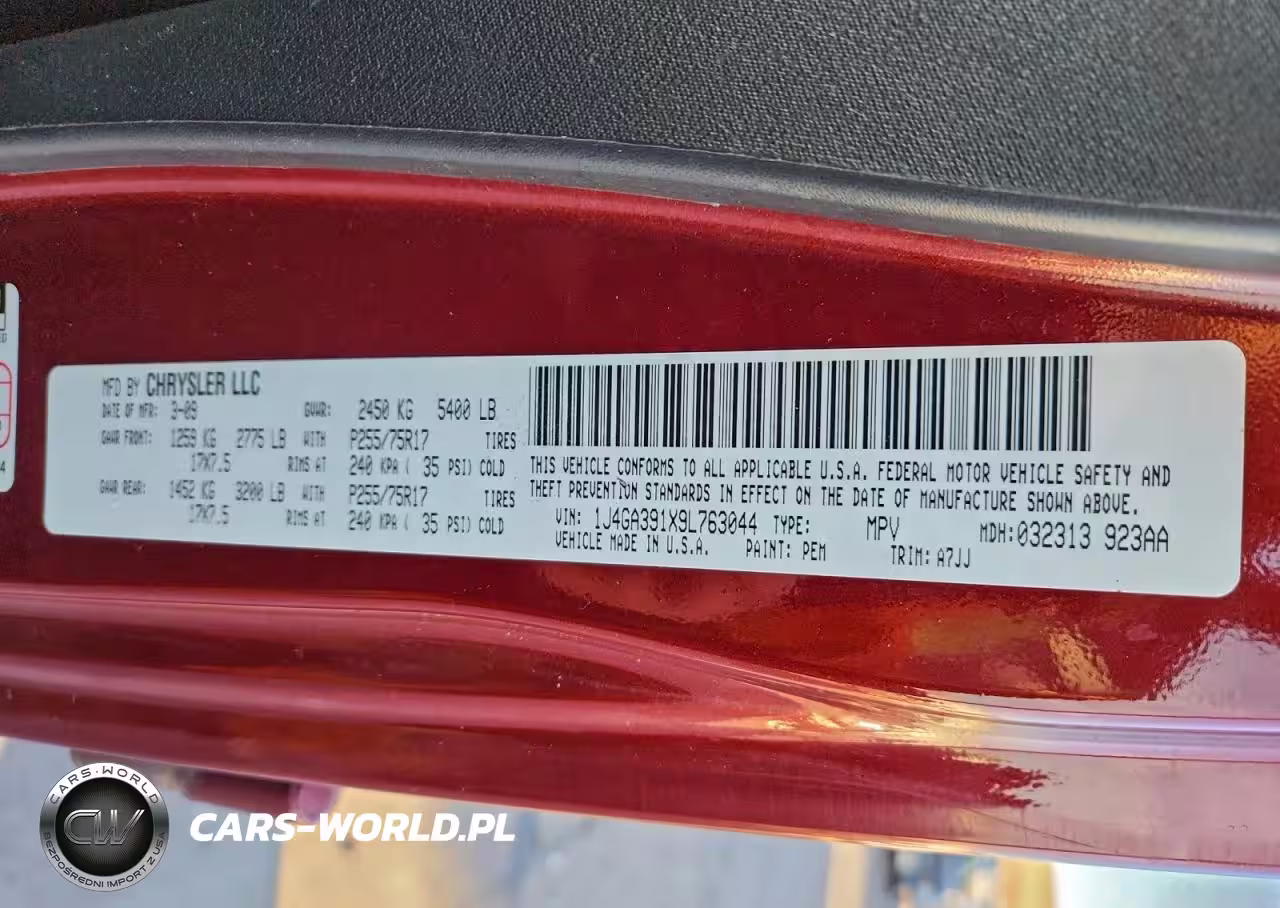 MFD BY CHRYSLER LLC
DATE OF MFR: 3-09 GVWR: 2450 KG 5400 LB
GAWR FRONT: 1259 KG 2775 LB WITH P255/75R17 TIRES
17X7.5 RIMS AT 240 KPA ( 35 PSI) COLD
GAWR REAR: 1452 KG 3200 LB WITH P255/75R17 TIRES
17X7.5 RIMS AT 240 KPA ( 35 PSI) COLD
THIS VEHICLE CONFORMS TO ALL APPLICABLE U.S.A. FEDERAL MOTOR VEHICLE SAFETY AND
THEFT PREVENTION STANDARDS IN EFFECT ON THE DATE OF MANUFACTURE SHOWN ABOVE.
VIN: 1J4GA391X9L763044 TYPE: MPV MDH:032313 923AA
VEHICLE MADE IN U.S.A. PAINT: PEM TRIM: A7JJ
CARS-WORLD
CW
BEZPOŚREDNI IMPORT Z USA
CARS-WORLD.PL